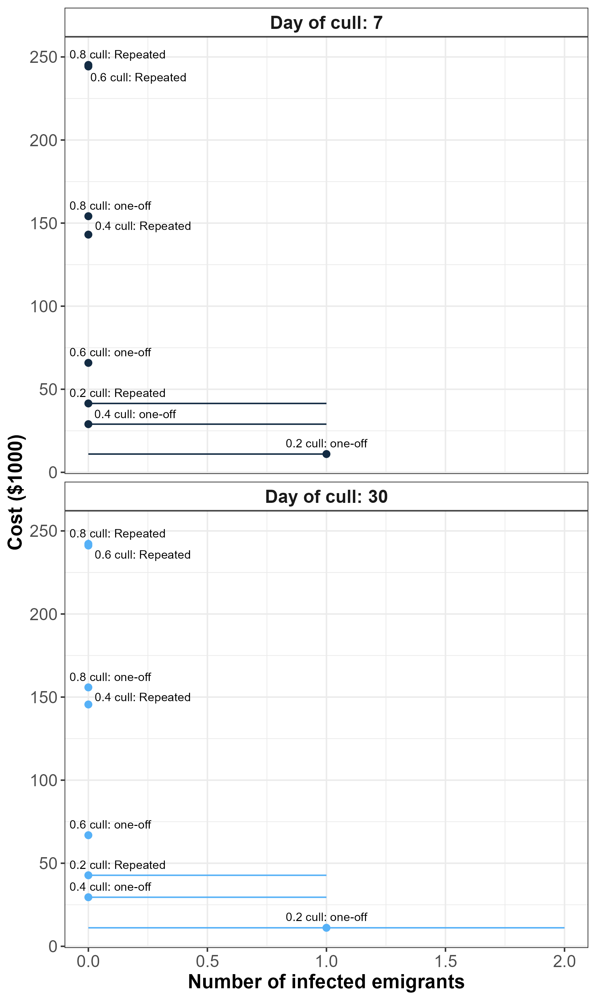 Day of cull: 7
250
0.8 cull: Repeated
0.6 cull: Repeated
200
0.8 cull: one-off
150
0.4 cull: Repeated
100
0.6 cull: one-off
50
0.2 cull: Repeated
0.4 cull: one-off
0.2 cull: one-off
0
Cost ($1000)
Day of cull: 30
250
0.8 cull: Repeated
0.6 cull: Repeated
200
0.8 cull: one-off
150
0.4 cull: Repeated
100
0.6 cull: one-off
50
0.2 cull: Repeated
0.4 cull: one-off
0.2 cull: one-off
0
0.0 0.5 1.0 1.5 2.0
Number of infected emigrants